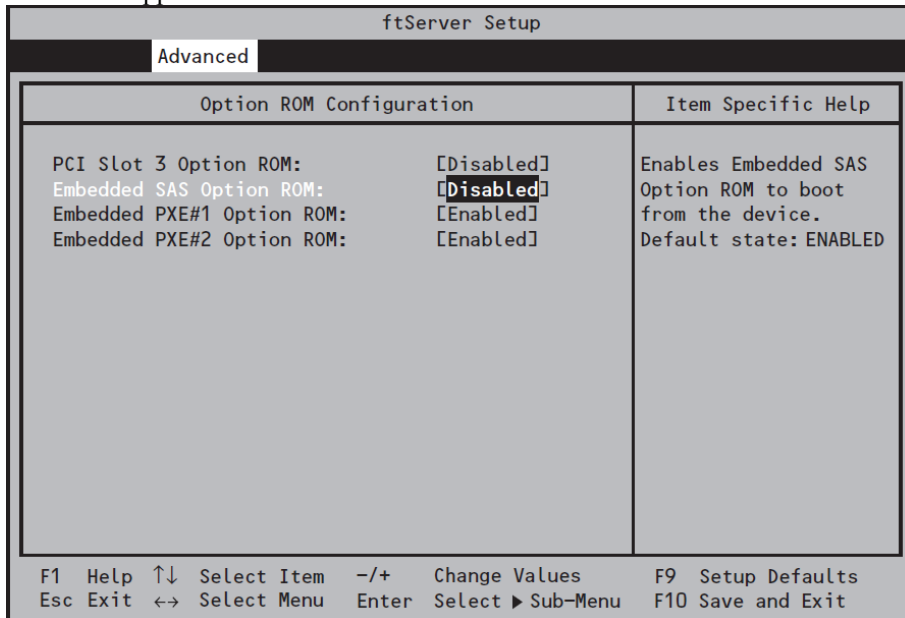 ftServer Setup
Advanced
Option ROM Configuration
Item Specific Help
PCI Slot 3 Option ROM: [Disabled]
Embedded SAS Option ROM: [Disabled]
Embedded PXE#1 Option ROM: [Enabled]
Embedded PXE#2 Option ROM: [Enabled]
Enables Embedded SAS
Option ROM to boot
from the device.
Default state: ENABLED
F1 Help ↑↓ Select Item -/+ Change Values F9 Setup Defaults
Esc Exit ←→ Select Menu Enter Select ▶ Sub-Menu F10 Save and Exit